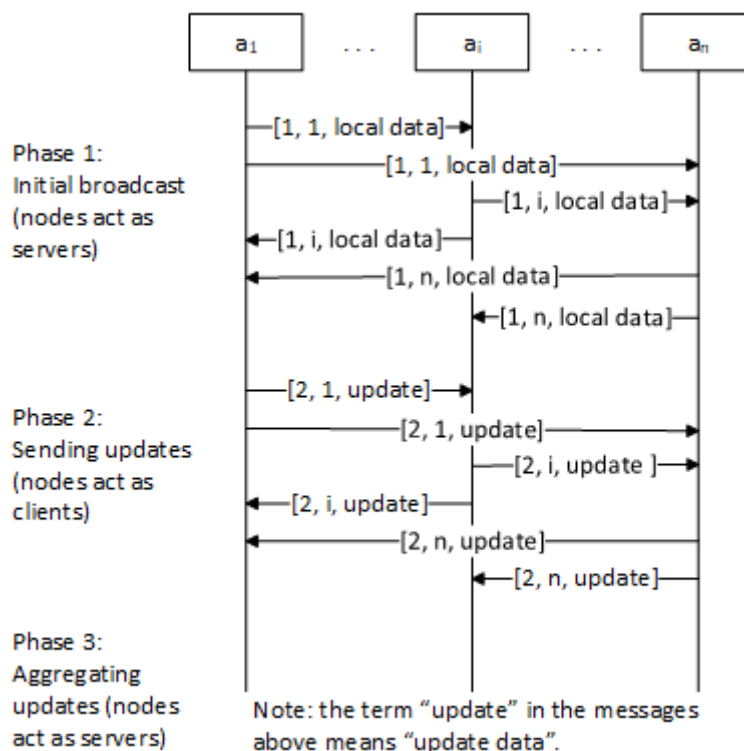 a1 . . . ai . . . an
[1, 1, local data]
Phase 1:
Initial broadcast
(nodes act as
servers)
[1, 1, local data]
[1, i, local data]
[1, i, local data]
[1, n, local data]
[1, n, local data]
[2, 1, update]
Phase 2:
Sending updates
(nodes act as
clients)
[2, 1, update]
[2, i, update ]
[2, i, update]
[2, n, update]
[2, n, update]
Phase 3:
Aggregating
updates (nodes
act as servers)
Note: the term “update” in the messages
above means “update data”.